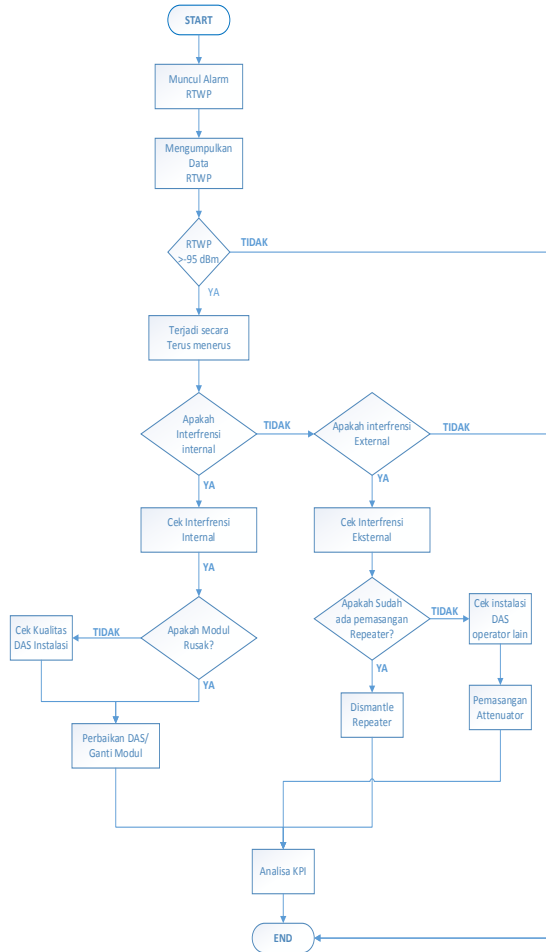 START
Muncul Alarm
RTWP
Mengumpulkan
Data
RTWP
RTWP
>-95 dBm
TIDAK
YA
Terjadi secara
Terus menerus
Apakah
Interfrensi
internal
TIDAK
Apakah interfrensi
External
TIDAK
YA
YA
Cek Interfrensi
Internal
Cek Interfrensi
Eksternal
YA
Apakah Modul
Rusak?
TIDAK
Cek Kualitas
DAS Instalasi
YA
Apakah Sudah
ada pemasangan
Repeater?
TIDAK
Cek instalasi
DAS
operator lain
YA
Perbaikan DAS/
Ganti Modul
Dismantle
Repeater
Pemasangan
Attenuator
Analisa KPI
END